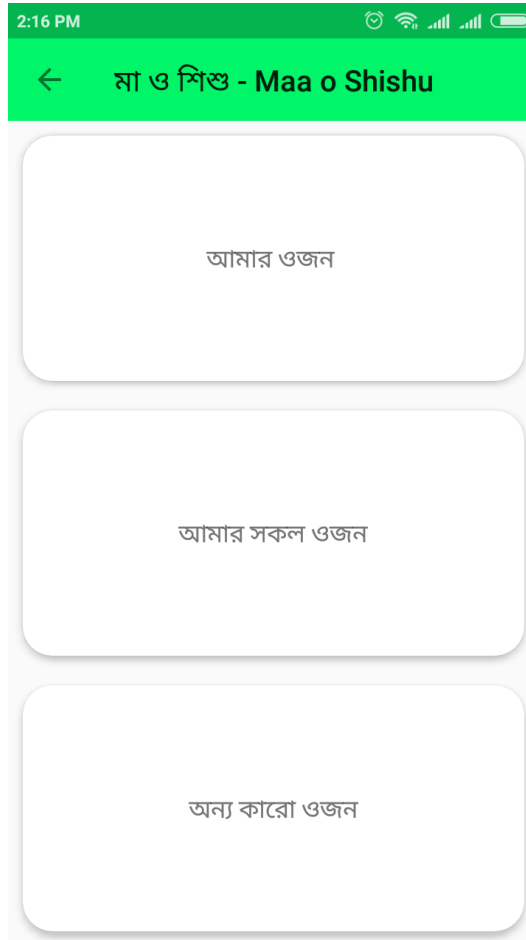 2:16 PM
মা ও শিশু - Maa o Shishu
আমার ওজন
আমার সকল ওজন
অন্য কারো ওজন